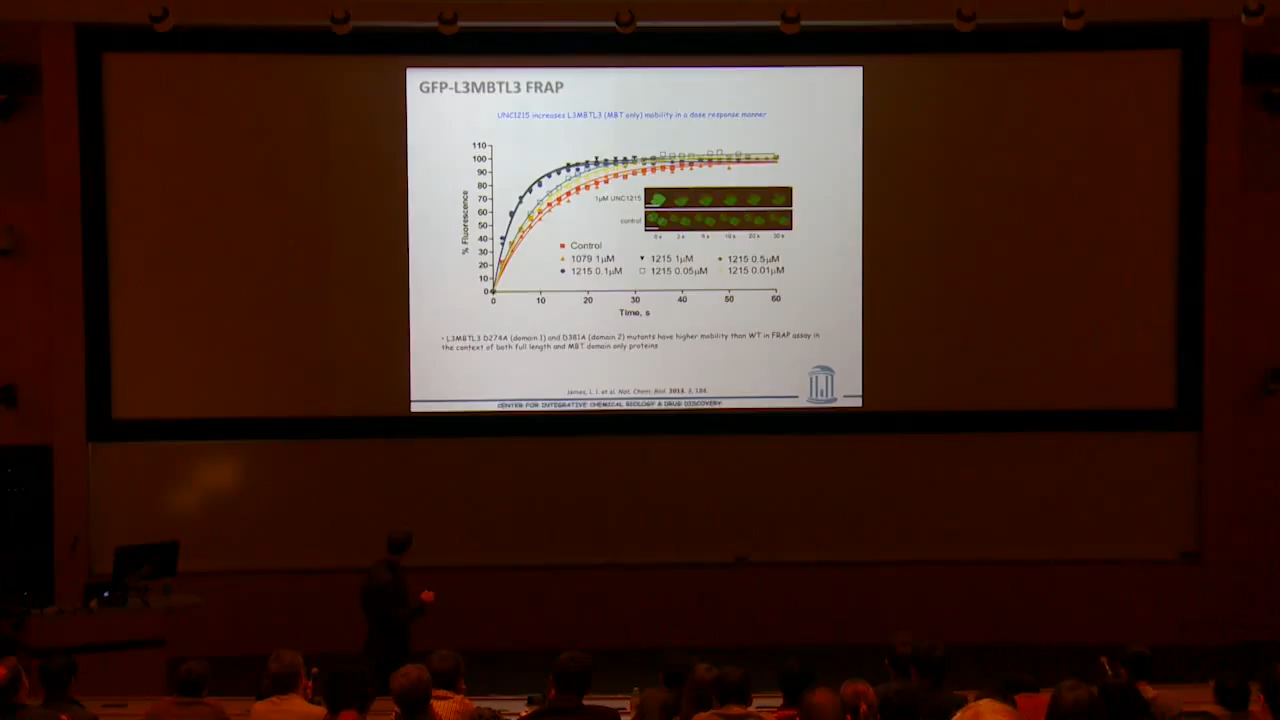 GFP-L3MBTL3 FRAP
UNC1215 increases L3MBTL3 (MBT only) mobility in a dose response manner
110
100
90
80
70
60
50
40
30
20
10
0
% Fluorescence
1μM UNC1215
control
0 s 2 s 5 s 10 s 20 s 30 s
Control
1079 1μM
1215 0.1μM
1215 1μM
1215 0.05μM
1215 0.5μM
1215 0.01μM
0 10 20 30 40 50 60
Time, s
• L3MBTL3 D274A (domain 1) and D381A (domain 2) mutants have higher mobility than WT in FRAP assay in
the context of both full length and MBT domain only proteins
James, L. I. et al. Nat. Chem. Biol. 2013, 3, 184.
CENTER FOR INTEGRATIVE CHEMICAL BIOLOGY & DRUG DISCOVERY